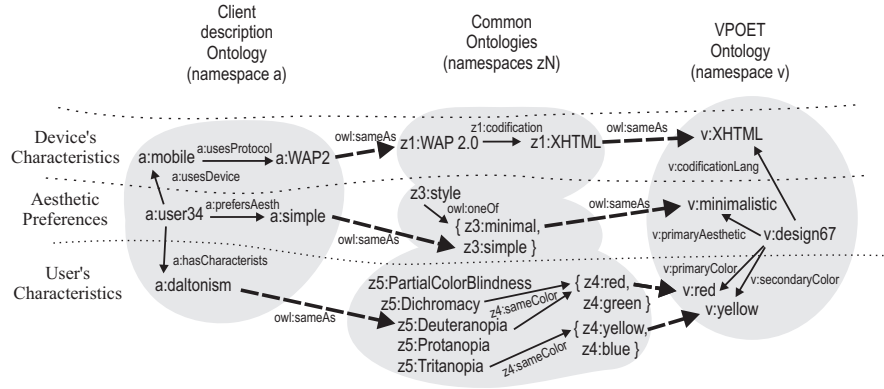 Client
description
Ontology
(namespace a)
Common
Ontologies
(namespaces zN)
VPOET
Ontology
(namespace v)
Device's
Characteristics
a:mobile
a:usesProtocol
a:WAP2
a:usesDevice
owl:sameAs
z1:WAP 2.0
z1:codification
z1:XHTML
owl:sameAs
v:XHTML
v:codificationLang
Aesthetic
Preferences
a:user34
a:prefersAesth
a:simple
owl:sameAs
z3:style
owl:oneOf
{ z3:minimal,
z3:simple }
owl:sameAs
v:minimalistic
v:primaryAesthetic
v:design67
User's
Characteristics
a:hasCharacterists
a:daltonism
owl:sameAs
z5:PartialColorBlindness
z5:Dichromacy
z5:Deuteranopia
z5:Protanopia
z5:Tritanopia
z4:sameColor
{ z4:red,
z4:green }
z4:sameColor
{ z4:yellow,
z4:blue }
v:primaryColor
v:secondaryColor
v:red
v:yellow